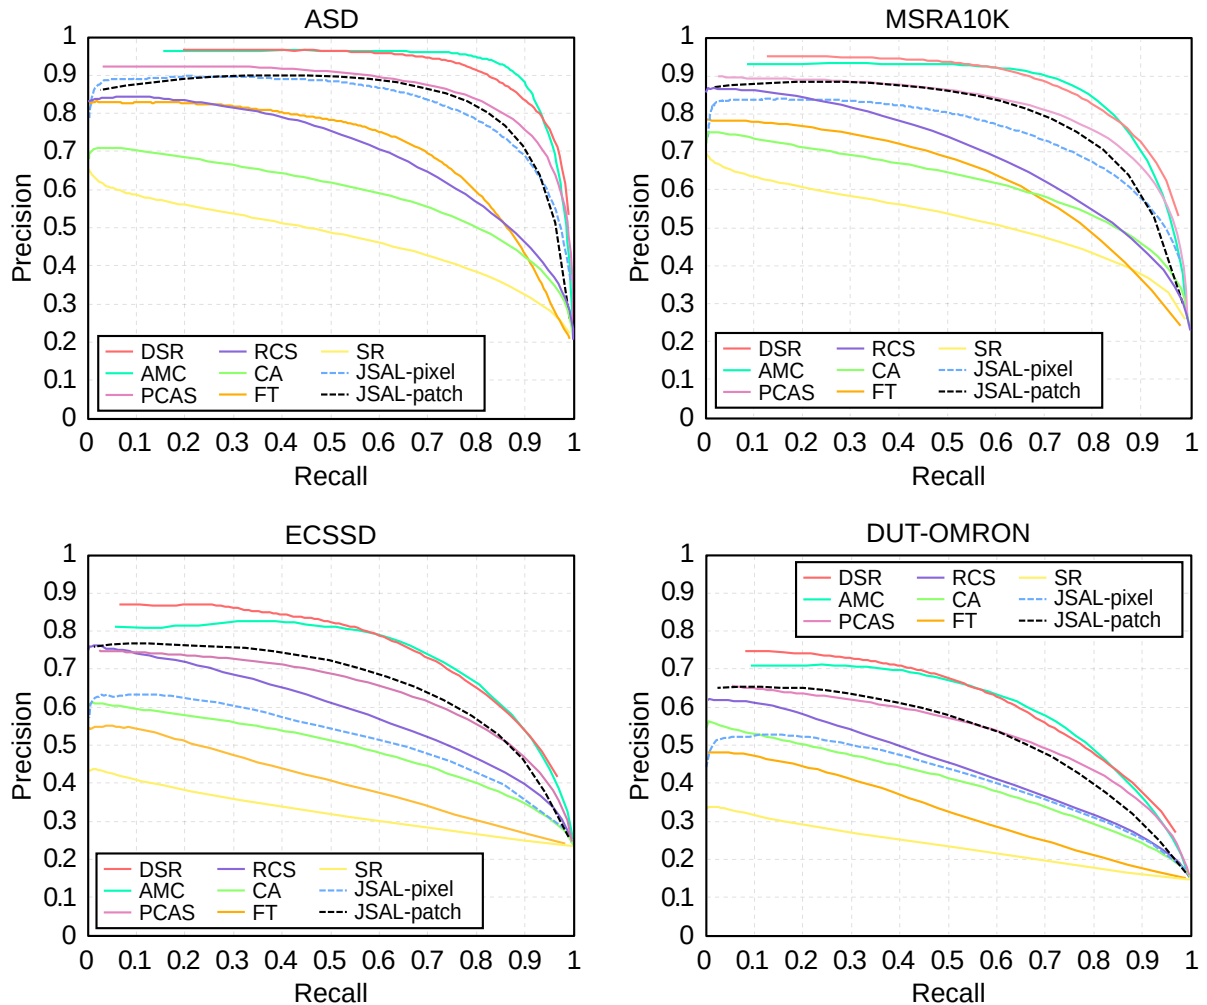 ASD
1
0.9
0.8
0.7
0.6
0.5
0.4
0.3
0.2
0.1
0
Precision
DSR RCS SR
AMC CA JSAL-pixel
PCAS FT JSAL-patch
0 0.1 0.2 0.3 0.4 0.5 0.6 0.7 0.8 0.9 1
Recall
MSRA10K
1
0.9
0.8
0.7
0.6
0.5
0.4
0.3
0.2
0.1
0
Precision
DSR RCS SR
AMC CA JSAL-pixel
PCAS FT JSAL-patch
0 0.1 0.2 0.3 0.4 0.5 0.6 0.7 0.8 0.9 1
Recall
ECSSD
1
0.9
0.8
0.7
0.6
0.5
0.4
0.3
0.2
0.1
0
Precision
DSR RCS SR
AMC CA JSAL-pixel
PCAS FT JSAL-patch
0 0.1 0.2 0.3 0.4 0.5 0.6 0.7 0.8 0.9 1
Recall
DUT-OMRON
1
0.9
0.8
0.7
0.6
0.5
0.4
0.3
0.2
0.1
0
Precision
DSR RCS SR
AMC CA JSAL-pixel
PCAS FT JSAL-patch
0 0.1 0.2 0.3 0.4 0.5 0.6 0.7 0.8 0.9 1
Recall